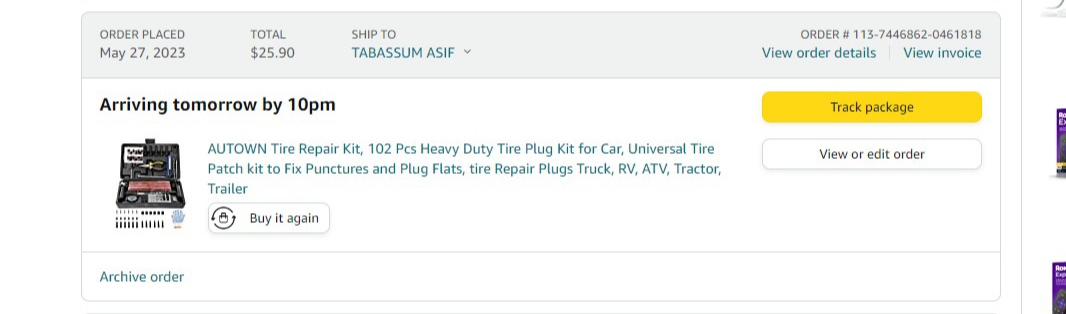 ORDER PLACED
May 27, 2023
TOTAL
$25.90
SHIP TO
TABASSUM ASIF
ORDER # 113-7446862-0461818
View order details
View invoice
Arriving tomorrow by 10pm
Track package
View or edit order
AUTOWN Tire Repair Kit, 102 Pcs Heavy Duty Tire Plug Kit for Car, Universal Tire
Patch kit to Fix Punctures and Plug Flats, tire Repair Plugs Truck, RV, ATV, Tractor,
Trailer
Buy it again
Archive order